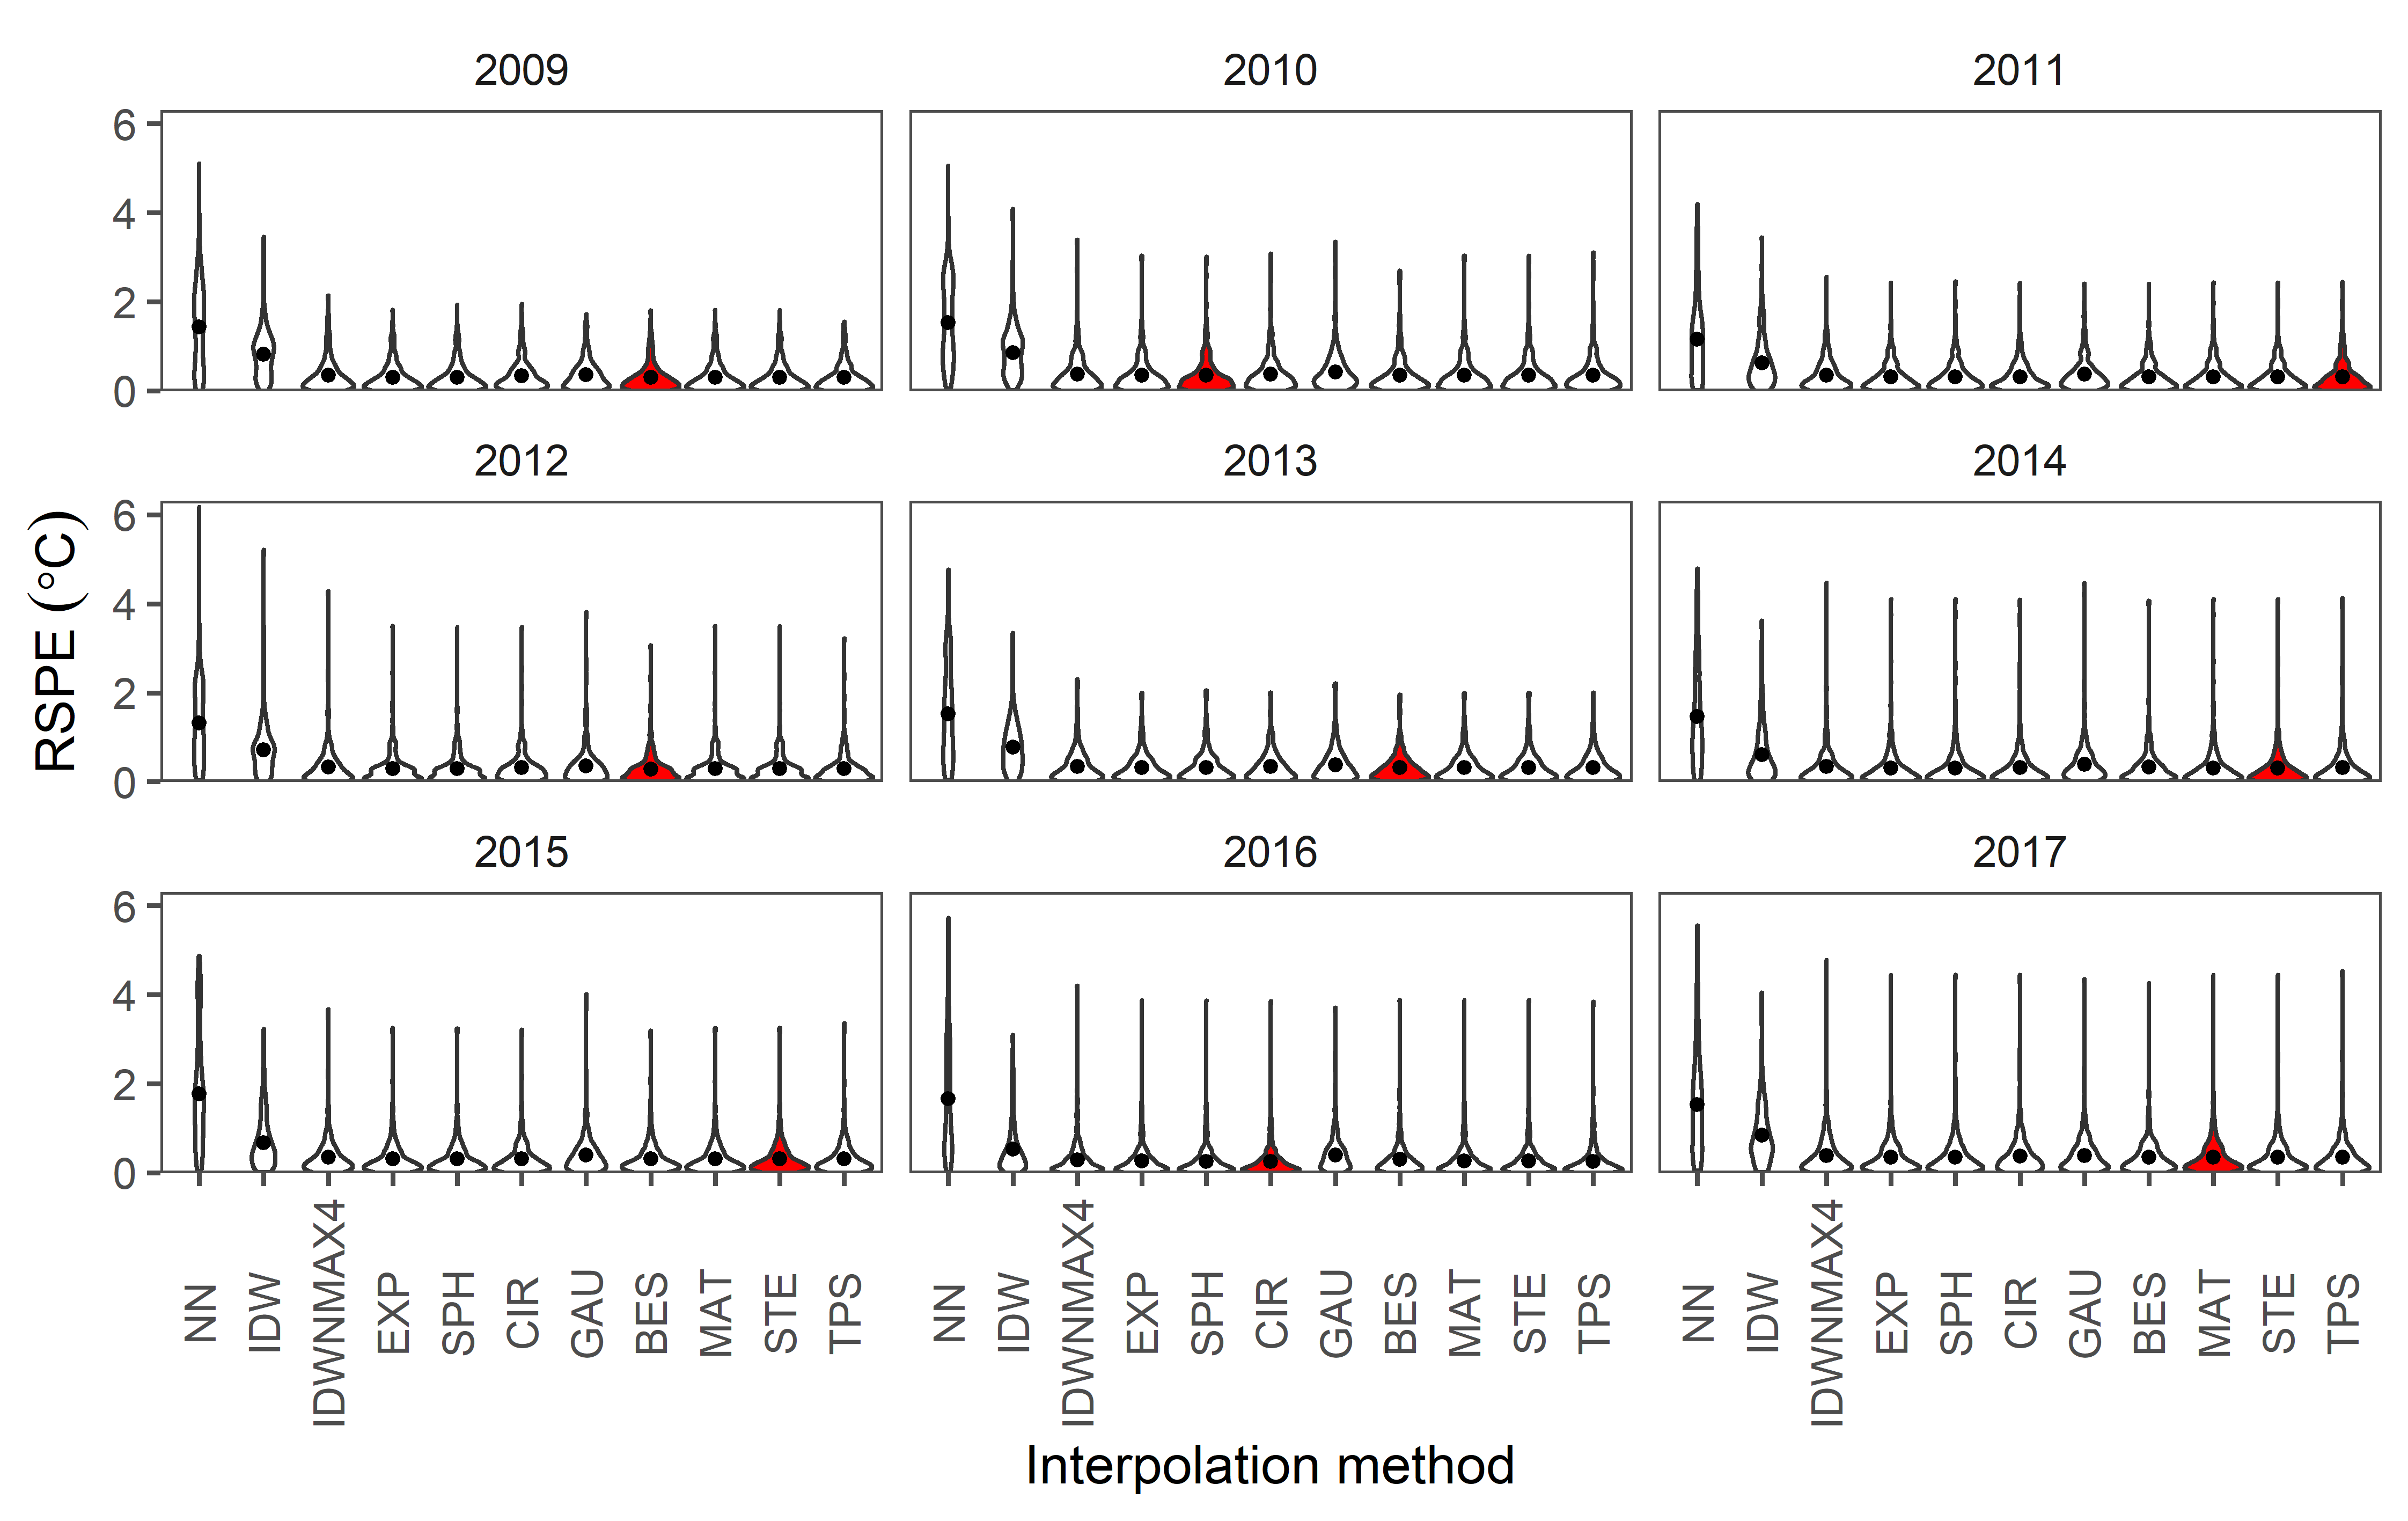 2009 2010 2011
6
4
2
0
2012 2013 2014
6
4
2
0
2015 2016 2017
6
4
2
0
RSPE (°C)
NN IDW IDWNMAX4 EXP SPH CIR GAU BES MAT STE TPS
NN IDW IDWNMAX4 EXP SPH CIR GAU BES MAT STE TPS
NN IDW IDWNMAX4 EXP SPH CIR GAU BES MAT STE TPS
Interpolation method